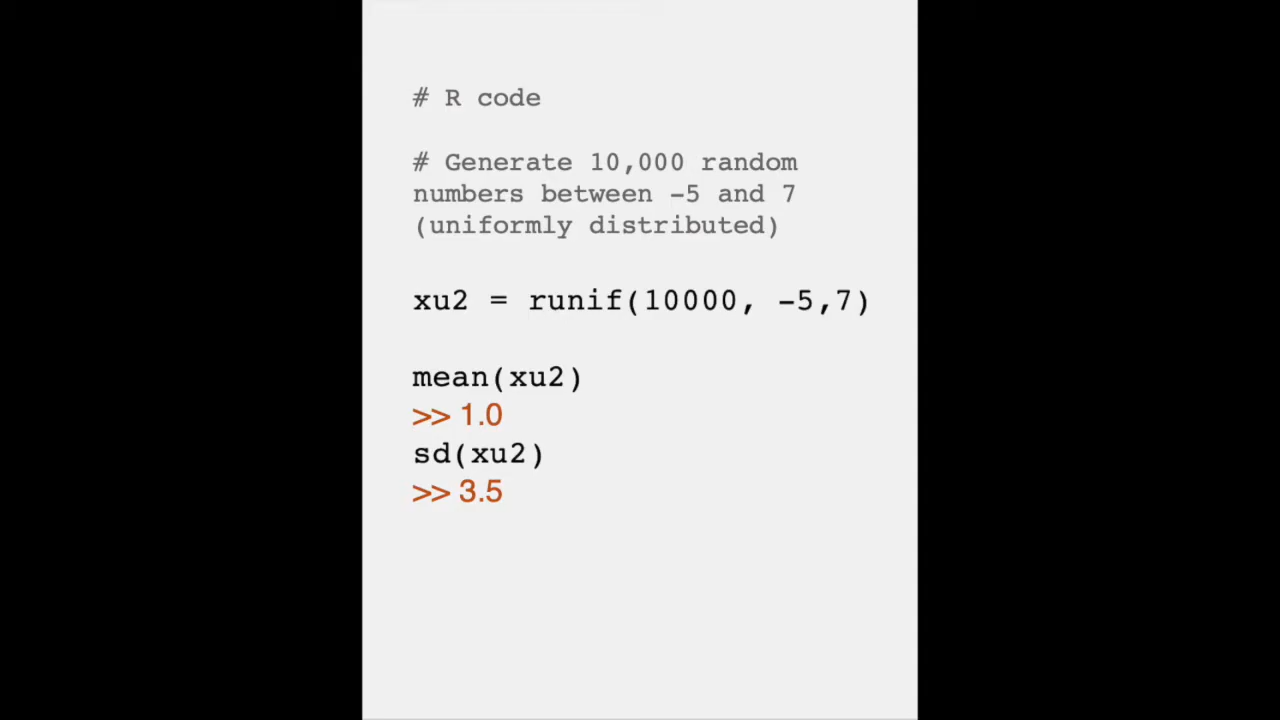 # R code
# Generate 10,000 random
numbers between -5 and 7
(uniformly distributed)
xu2 = runif(10000, -5,7)
mean(xu2)
>> 1.0
sd(xu2)
>> 3.5